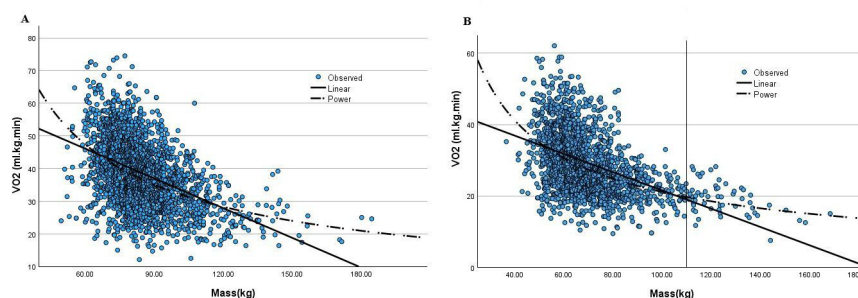 A
VO2 (ml.kg.min)
80
70
60
50
40
30
20
10
60.00 90.00 120.00 150.00 180.00
Mass(kg)
Observed
Linear
Power
B
VO2 (ml.kg.min)
60
40
20
0
40.00 60.00 80.00 100.00 120.00 140.00 160.00
Mass(kg)
Observed
Linear
Power